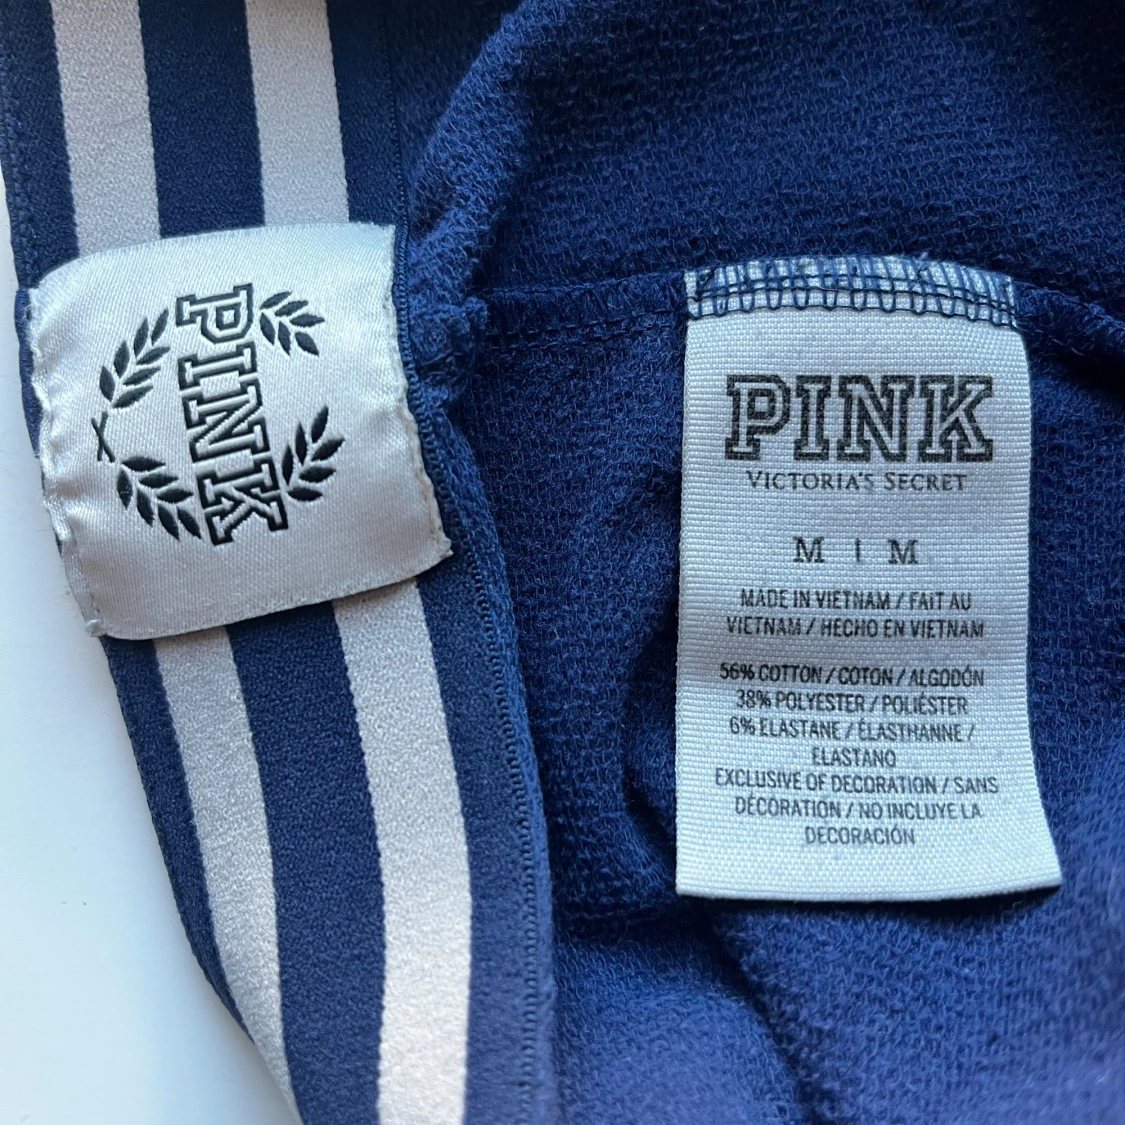 PINK
PINK
VICTORIA'S SECRET
M | M
MADE IN VIETNAM / FAIT AU
VIETNAM / HECHO EN VIETNAM
56% COTTON / COTON / ALGODÓN
38% POLYESTER / POLIÉSTER
6% ELASTANE / ÉLASTHANNE /
ELASTANO
EXCLUSIVE OF DECORATION / SANS
DÉCORATION / NO INCLUYE LA
DECORACIÓN